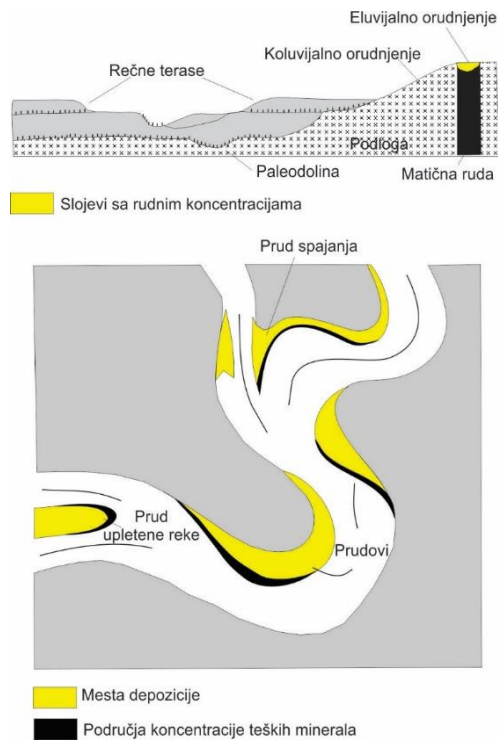 Eluvijalno orudnjenje
Koluvijalno orudnjenje
Rečne terase
Podloga
Paleodolina
Matična ruda
Slojevi sa rudnim koncentracijama
Prud spajanja
Prud
upletene reke
Prudovi
Mesta depozicije
Područja koncentracije teških minerala